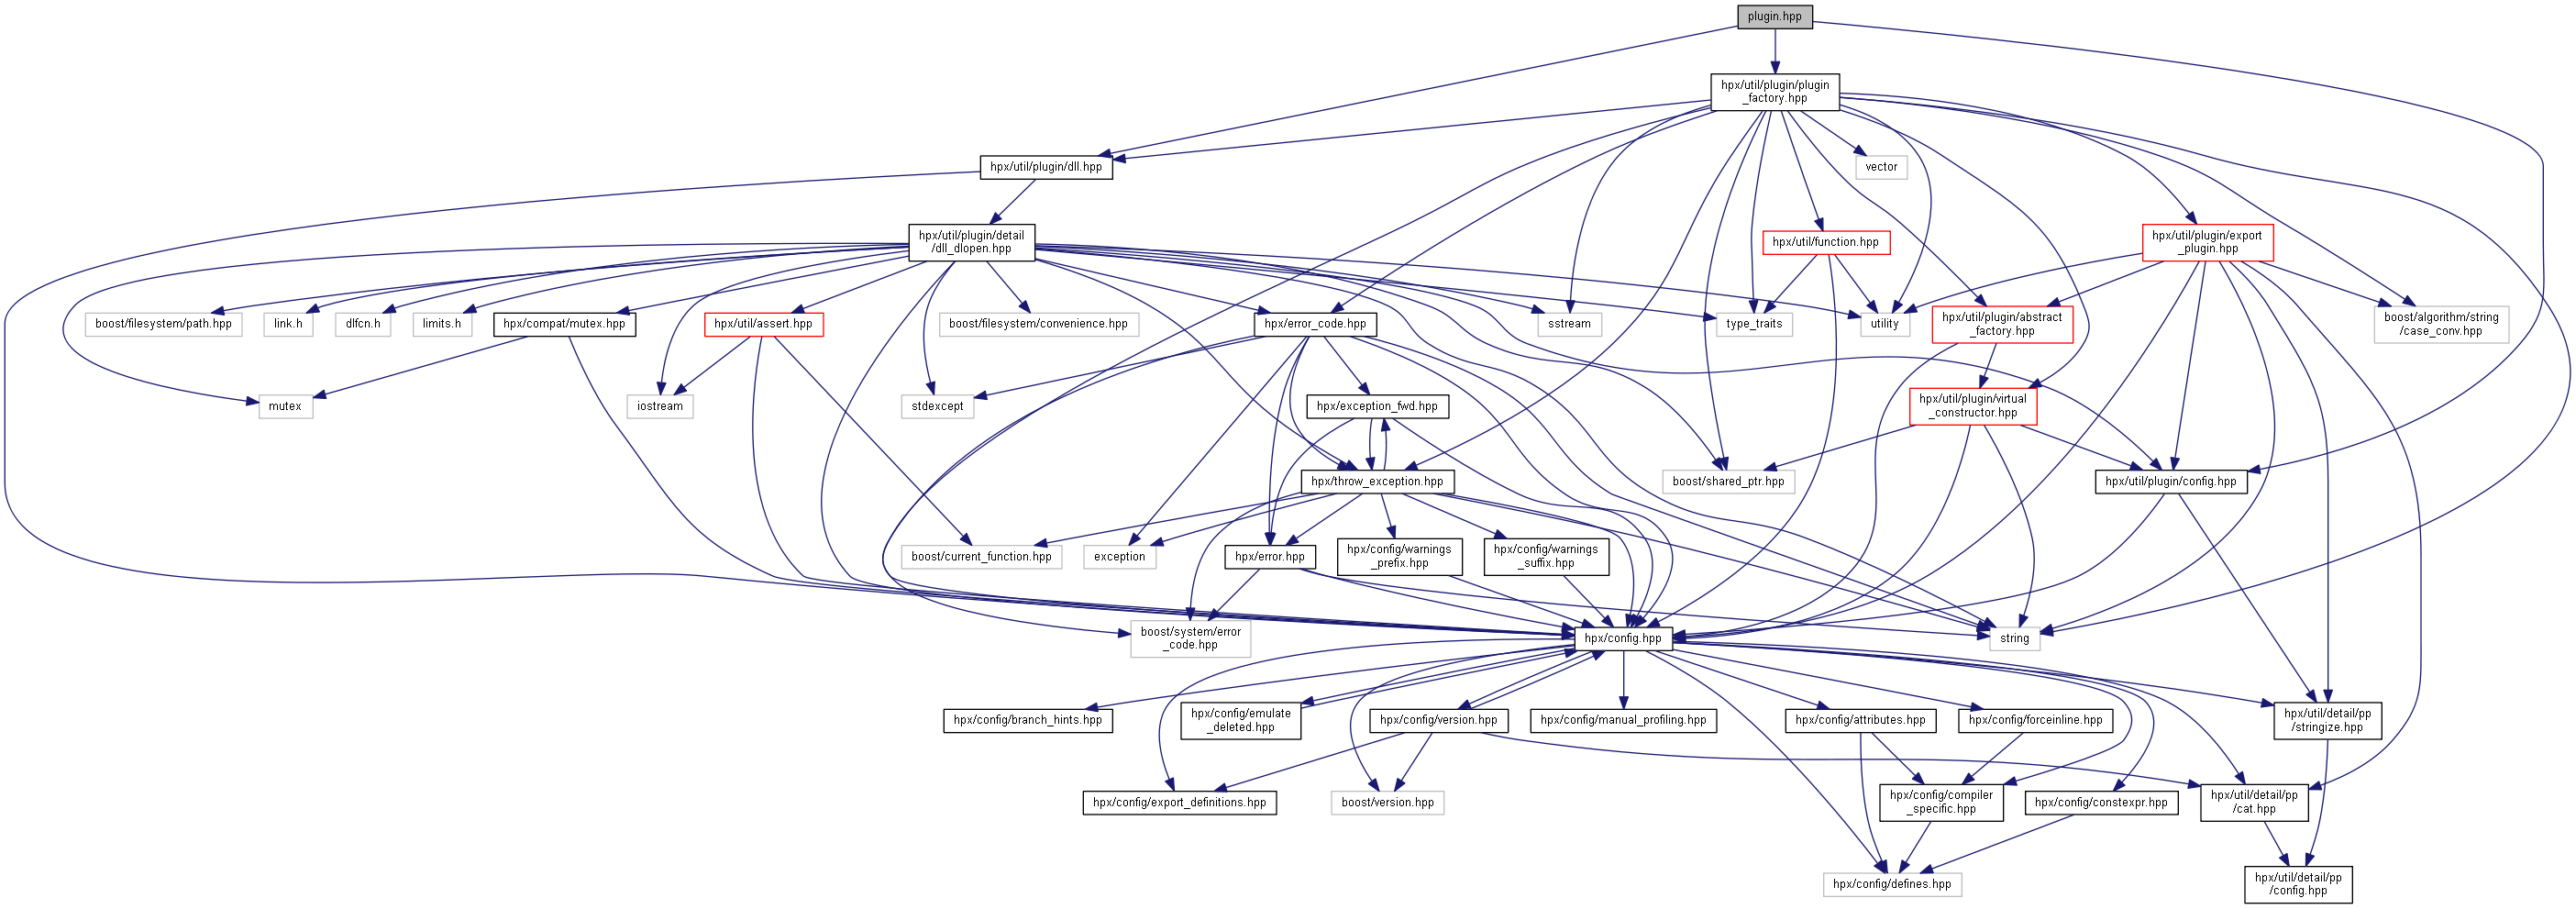 plugin.hpp
hpx/util/plugin/plugin
_factory.hpp
hpx/util/plugin/dll.hpp
vector
hpx/util/plugin/detail
/dll_dlopen.hpp
hpx/util/function.hpp
hpx/util/plugin/export
_plugin.hpp
boost/filesystem/path.hpp
link.h
dlfcn.h
limits.h
hpx/compat/mutex.hpp
hpx/util/assert.hpp
boost/filesystem/convenience.hpp
hpx/error_code.hpp
sstream
type_traits
utility
hpx/util/plugin/abstract
_factory.hpp
boost/algorithm/string
/case_conv.hpp
mutex
iostream
stdexcept
hpx/exception_fwd.hpp
hpx/util/plugin/virtual
_constructor.hpp
hpx/throw_exception.hpp
boost/shared_ptr.hpp
hpx/util/plugin/config.hpp
boost/current_function.hpp
exception
hpx/error.hpp
hpx/config/warnings
_prefix.hpp
hpx/config/warnings
_suffix.hpp
boost/system/error
_code.hpp
hpx/config.hpp
string
hpx/config/branch_hints.hpp
hpx/config/emulate
_deleted.hpp
hpx/config/version.hpp
hpx/config/manual_profiling.hpp
hpx/config/attributes.hpp
hpx/config/forceinline.hpp
hpx/util/detail/pp
/stringize.hpp
hpx/config/export_definitions.hpp
boost/version.hpp
hpx/config/compiler
_specific.hpp
hpx/config/constexpr.hpp
hpx/util/detail/pp
/cat.hpp
hpx/config/defines.hpp
hpx/util/detail/pp
/config.hpp